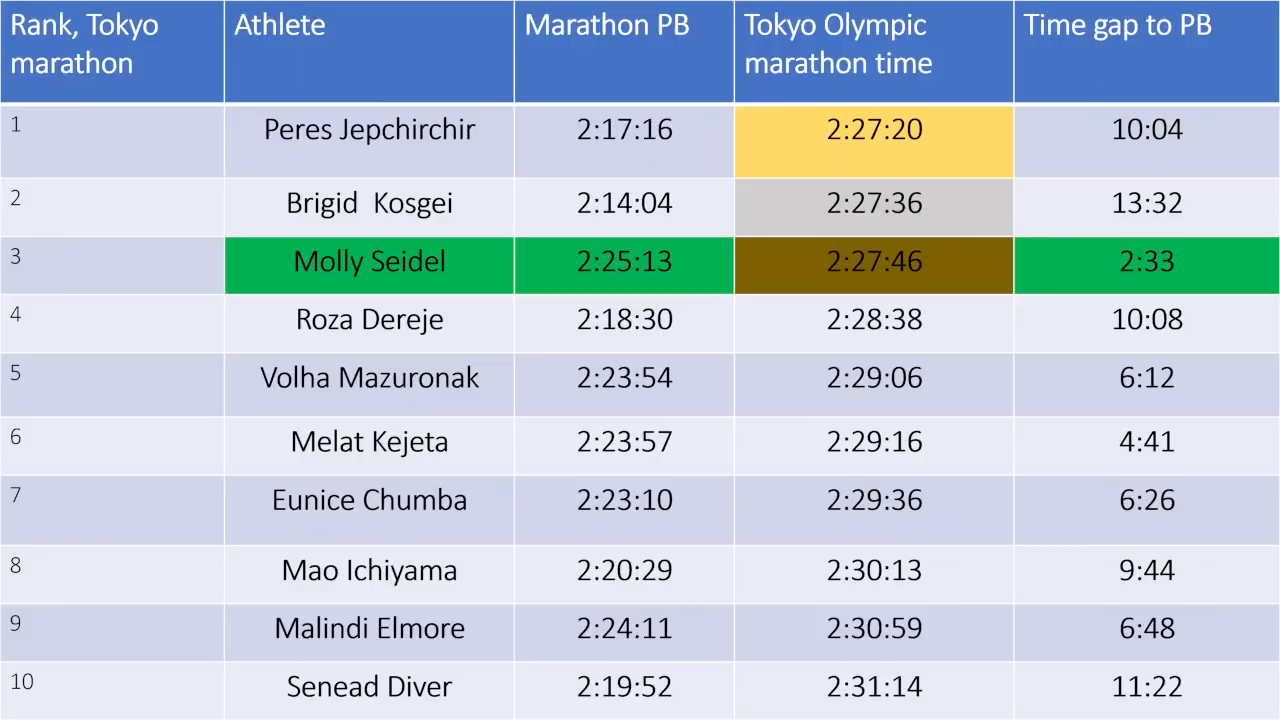 Rank, Tokyo marathon Athlete Marathon PB Tokyo Olympic marathon time Time gap to PB
1 Peres Jepchirchir 2:17:16 2:27:20 10:04
2 Brigid Kosgei 2:14:04 2:27:36 13:32
3 Molly Seidel 2:25:13 2:27:46 2:33
4 Roza Dereje 2:18:30 2:28:38 10:08
5 Volha Mazuronak 2:23:54 2:29:06 6:12
6 Melat Kejeta 2:23:57 2:29:16 4:41
7 Eunice Chumba 2:23:10 2:29:36 6:26
8 Mao Ichiyama 2:20:29 2:30:13 9:44
9 Malindi Elmore 2:24:11 2:30:59 6:48
10 Senead Diver 2:19:52 2:31:14 11:22